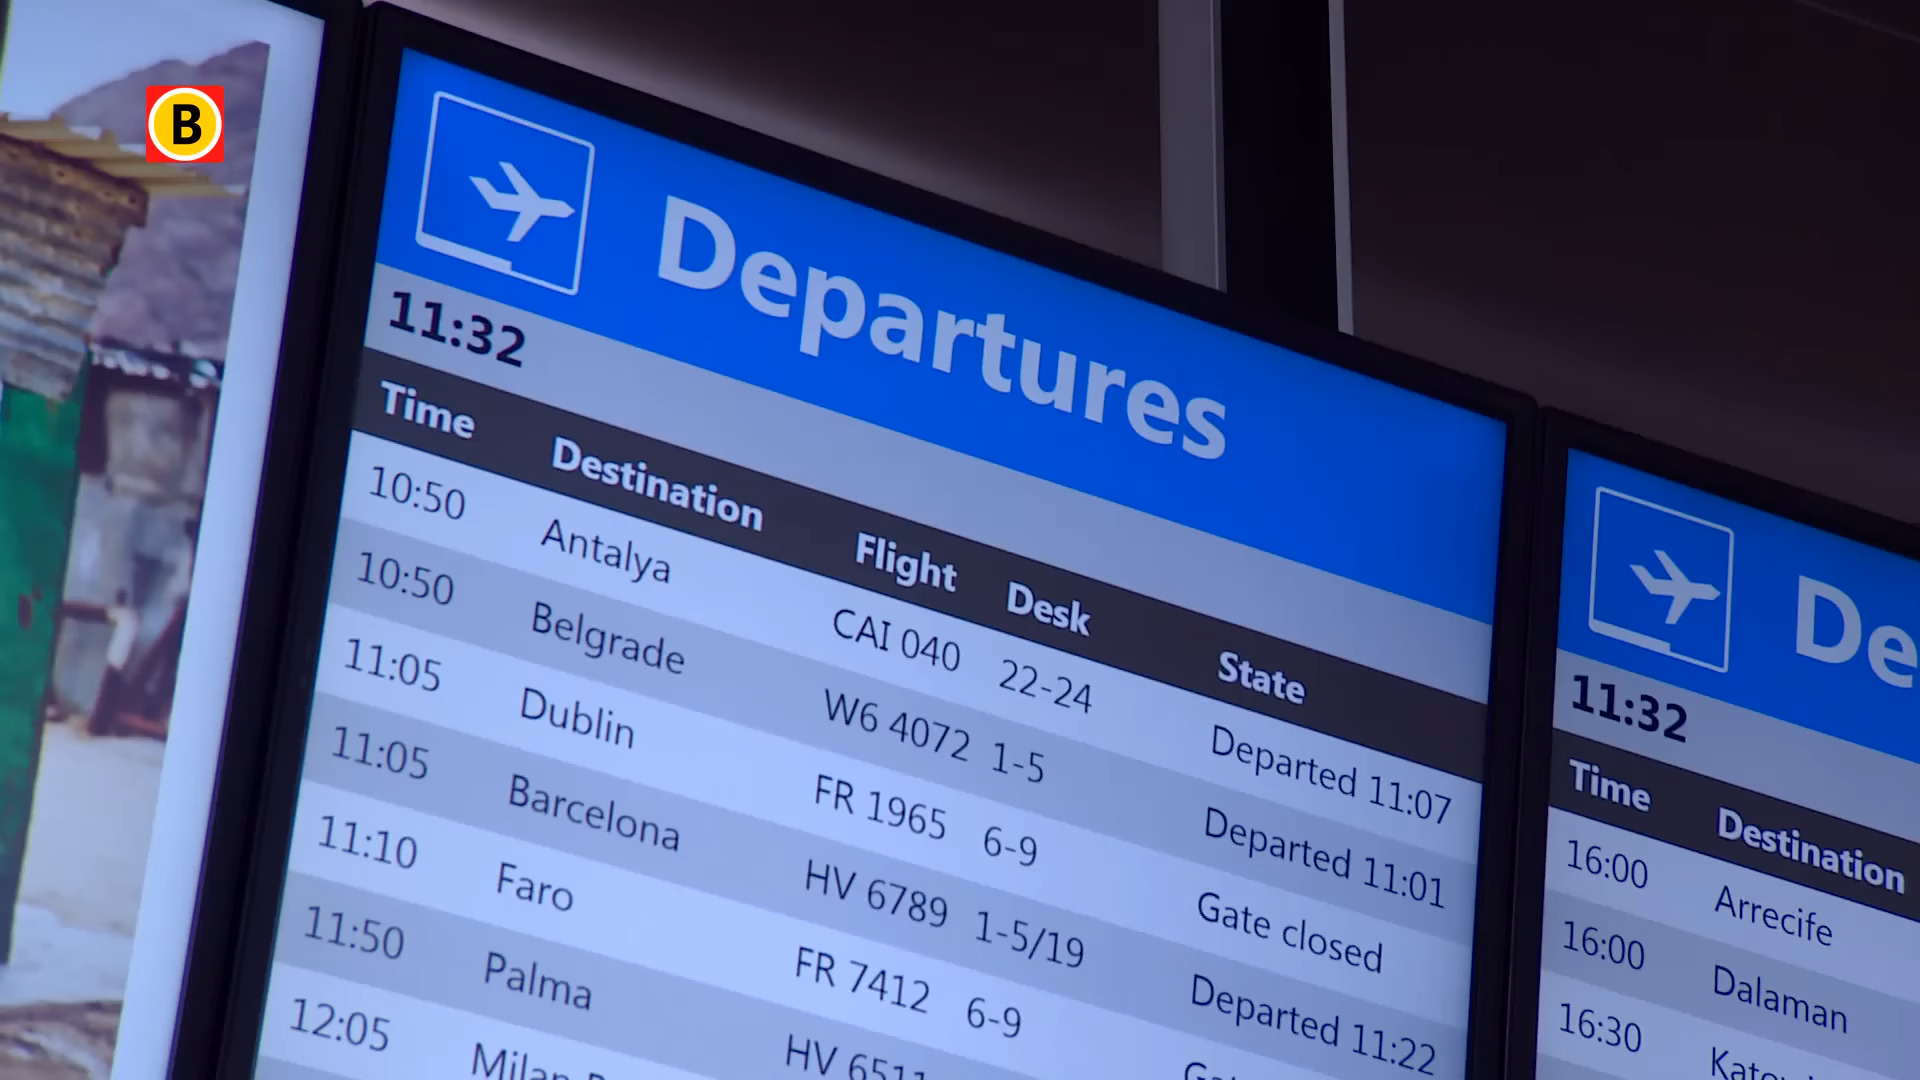 B
Departures
11:32
Time Destination Flight Desk State
10:50 Antalya CAI 040 22-24 Departed 11:07
10:50 Belgrade W6 4072 1-5 Departed 11:01
11:05 Dublin FR 1965 6-9 Gate closed
11:05 Barcelona HV 6789 1-5/19 Departed 11:22
11:10 Faro FR 7412 6-9
11:50 Palma HV
12:05 Milan
11:32
Time Destination
16:00 Arrecife
16:00 Dalaman
16:30